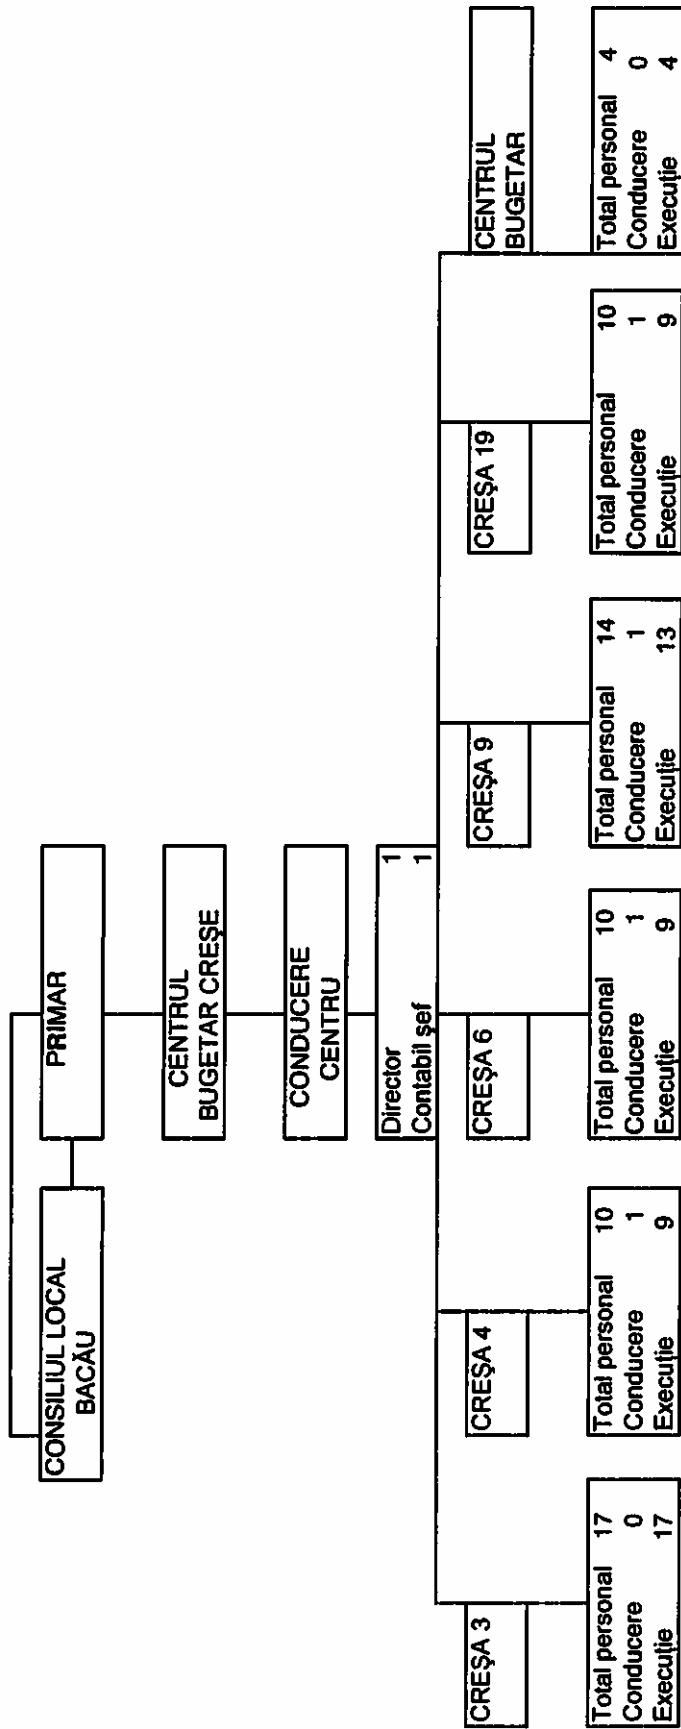 CONSILIUL LOCAL
BACĂU
PRIMAR
CENTRUL
BUGETAR CREȘE
CONDUCERE
CENTRU
Director 1
Contabil șef 1
CREȘA 3
Total personal 17
Conducere 0
Execuție 17
CREȘA 4
Total personal 10
Conducere 1
Execuție 9
CREȘA 6
Total personal 10
Conducere 1
Execuție 9
CREȘA 9
Total personal 14
Conducere 1
Execuție 13
CREȘA 19
Total personal 10
Conducere 1
Execuție 9
CENTRUL
BUGETAR
Total personal 4
Conducere 0
Execuție 4